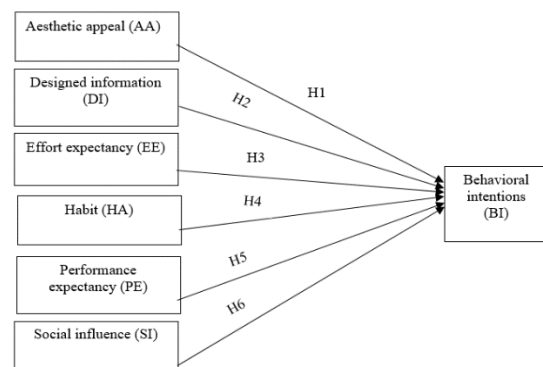 Aesthetic appeal (AA)
H1
Designed information
(DI)
H2
Effort expectancy (EE)
H3
Behavioral
intentions
(BI)
Habit (HA)
H4
Performance
expectancy (PE)
H5
Social influence (SI)
H6